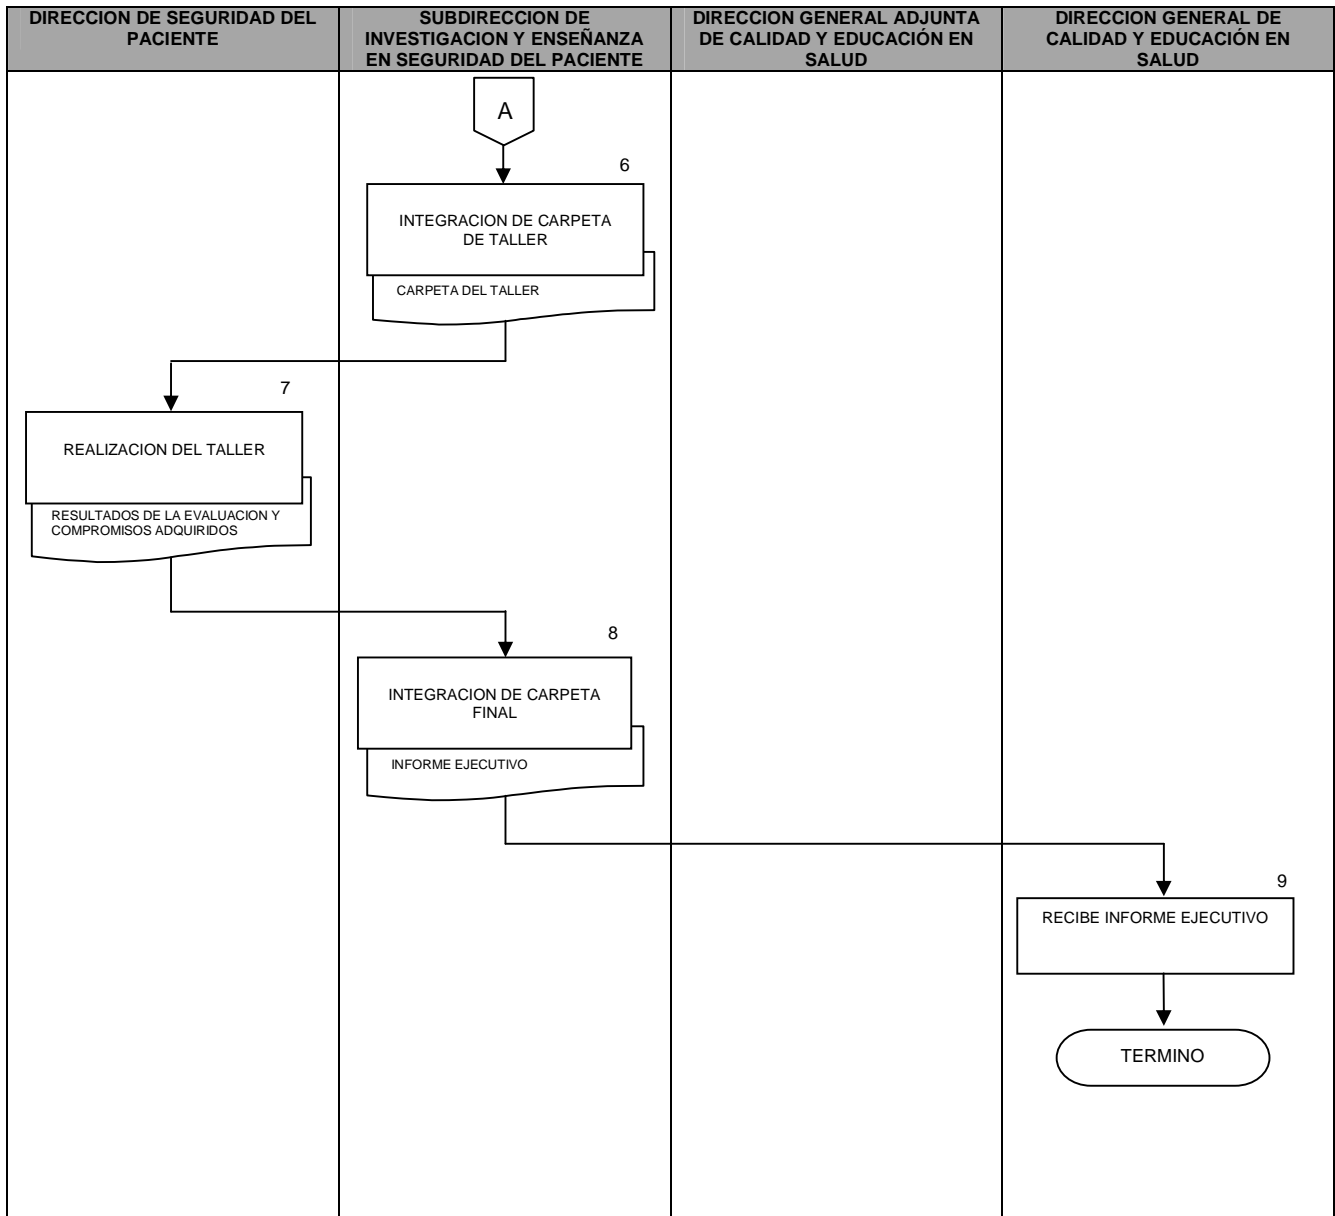 DIRECCION DE SEGURIDAD DEL
PACIENTE
SUBDIRECCION DE
INVESTIGACION Y ENSEÑANZA
EN SEGURIDAD DEL PACIENTE
DIRECCION GENERAL ADJUNTA
DE CALIDAD Y EDUCACIÓN EN
SALUD
DIRECCION GENERAL DE
CALIDAD Y EDUCACIÓN EN
SALUD
A
6
INTEGRACION DE CARPETA
DE TALLER
CARPETA DEL TALLER
7
REALIZACION DEL TALLER
RESULTADOS DE LA EVALUACION Y
COMPROMISOS ADQUIRIDOS
8
INTEGRACION DE CARPETA
FINAL
INFORME EJECUTIVO
9
RECIBE INFORME EJECUTIVO
TERMINO